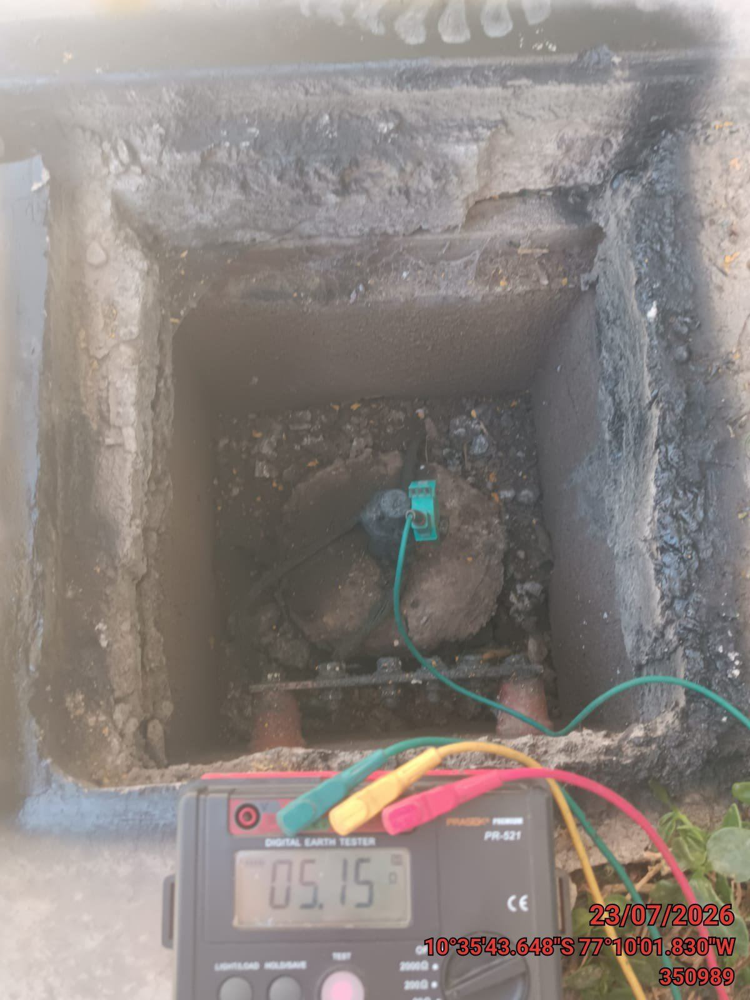 PRASEK PREMIUM
PR-521
DIGITAL EARTH TESTER
05.15
Ω
CE
LIGHT/LOAD HOLD/SAVE
TEST
2000Ω
200Ω
23/07/2026
10°35'43.648"S 77°10'01.830"W
350989